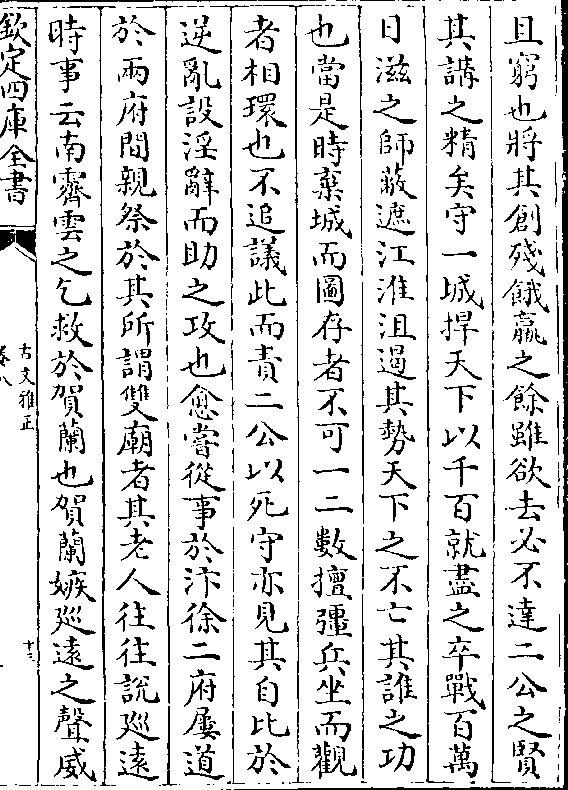 且窮也將其創殘餓羸之餘雖欲去必不達二公之賢
其講之精矣守一城捍天下以千百就盡之卒戰百萬
日滋之師蔽遮江淮沮遏其勢天下之不亡其誰之功
也當是時棄城而圖存者不可一二數擅彊兵坐而觀
者相環也不追議此而責二公以死守亦見其自比於
逆亂設淫辭而助之攻也愈嘗從事於汴徐二府屢道
於兩府間親祭於其所謂雙廟者其老人往往說廵遠
時事云南霽雲之乞救於賀蘭也賀蘭嫉廵遠之聲威
欽定四庫全書
古文雅正
卷八
十三